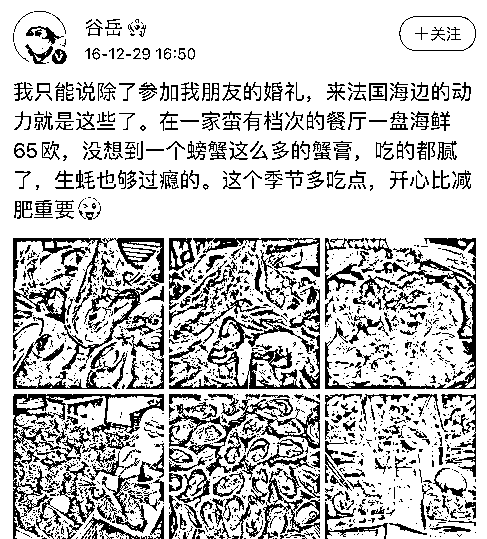 谷岳
16-12-29 16:50
+关注
我只能说除了参加我朋友的婚礼，来法国海边的动
力就是这些了。在一家蛮有档次的餐厅一盘海鲜
65欧，没想到一个螃蟹这么多的蟹膏，吃的都腻
了，生蚝也够过瘾的。这个季节多吃点，开心比减
肥重要